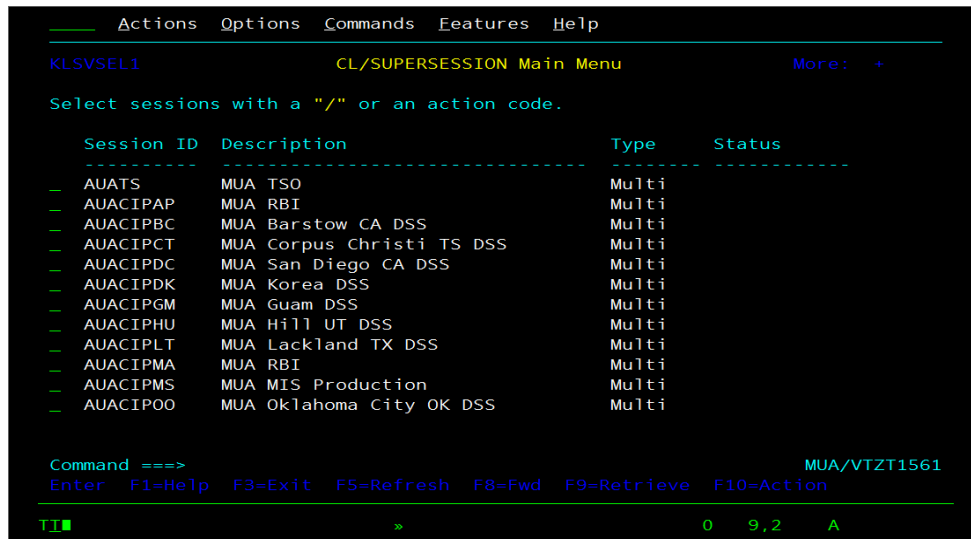 _____ Actions Options Commands Features Help
KLSVSEL1 CL/SUPERSESSION Main Menu More: +
Select sessions with a "/" or an action code.
Session ID Description Type Status
---------- -------------------------------- -------- ------------
_ AUATS MUA TSO Multi
_ AUACIPAP MUA RBI Multi
_ AUACIPBC MUA Barstow CA DSS Multi
_ AUACIPCT MUA Corpus Christi TS DSS Multi
_ AUACIPDC MUA San Diego CA DSS Multi
_ AUACIPDK MUA Korea DSS Multi
_ AUACIPGM MUA Guam DSS Multi
_ AUACIPHU MUA Hill UT DSS Multi
_ AUACIPLT MUA Lackland TX DSS Multi
_ AUACIPMA MUA RBI Multi
_ AUACIPMS MUA MIS Production Multi
_ AUACIPOO MUA Oklahoma City OK DSS Multi
Command ===> MUA/VTZT1561
Enter F1=Help F3=Exit F5=Refresh F8=Fwd F9=Retrieve F10=Action
TT » O 9,2 A